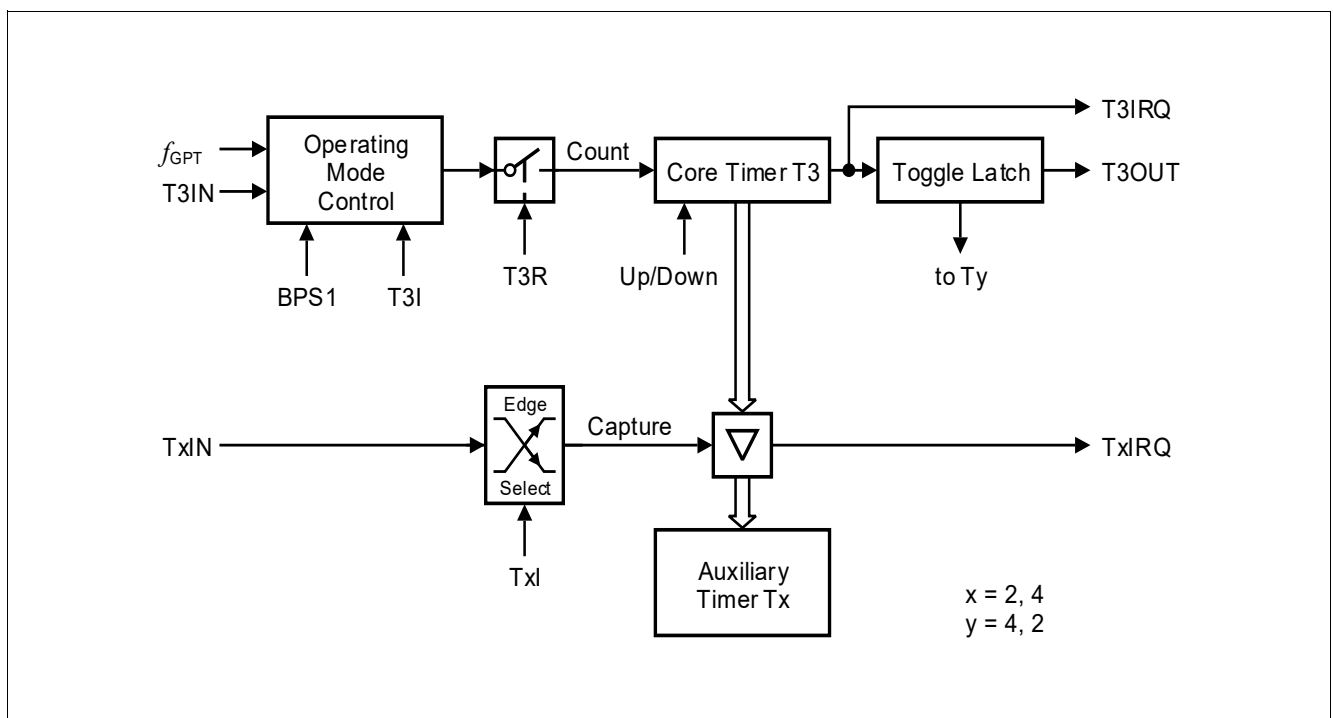 T3IRQ
f GPT
T3IN
Operating
Mode
Control
Count
Core Timer T3
Toggle Latch
T3OUT
BPS1
T3I
T3R
Up/Down
to Ty
TxIN
Edge
Select
Capture
TxIRQ
TxI
Auxiliary
Timer Tx
x = 2, 4
y = 4, 2